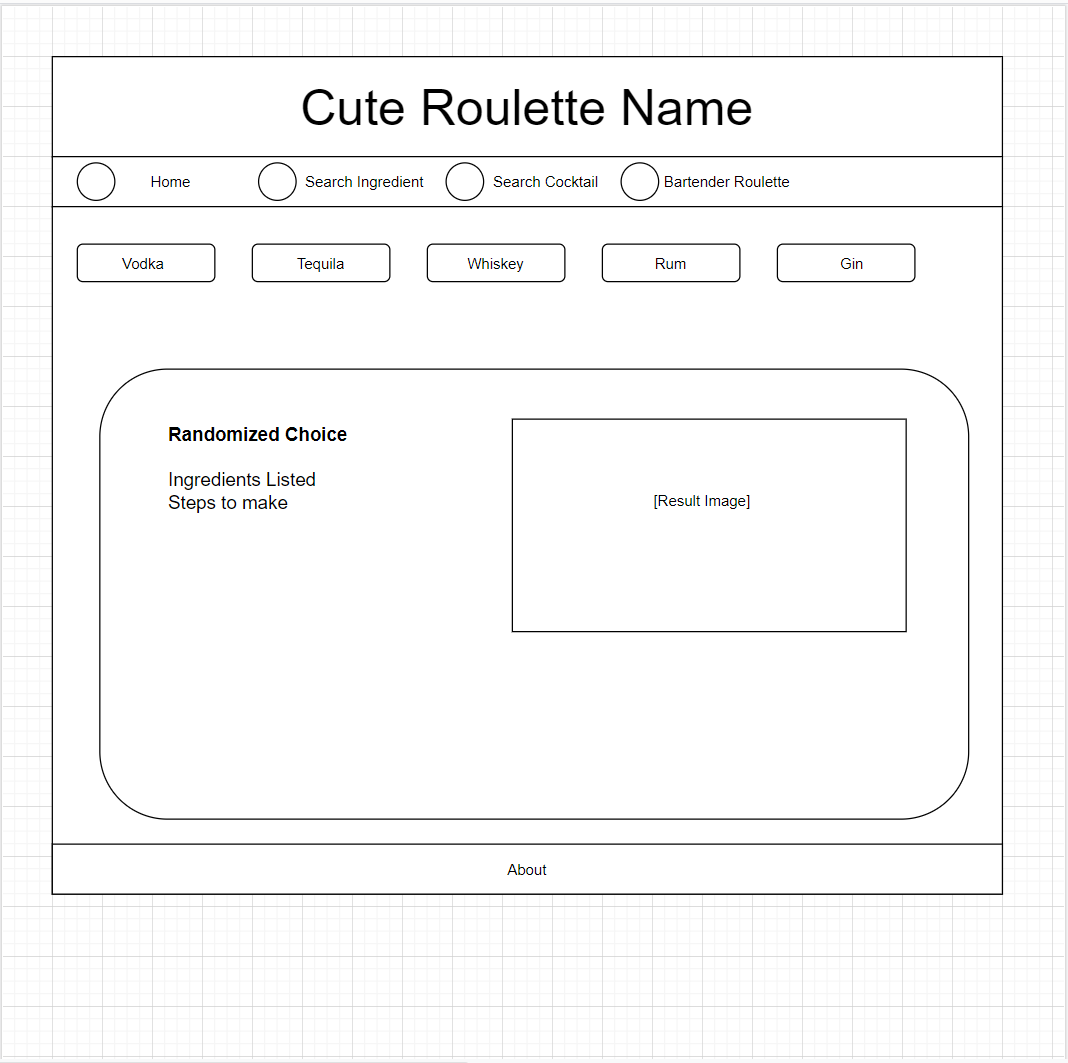 Cute Roulette Name
Home
Search Ingredient
Search Cocktail
Bartender Roulette
Vodka
Tequila
Whiskey
Rum
Gin
Randomized Choice
Ingredients Listed
Steps to make
[Result Image]
About